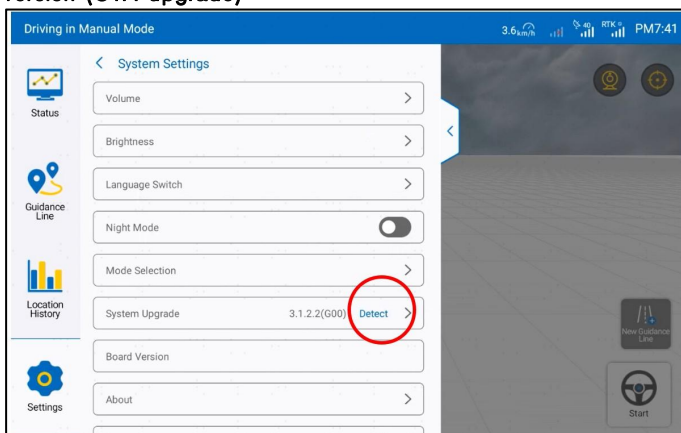 Driving in Manual Mode
3.6km/h
40
RTK
PM7:41
System Settings
Status
Volume
Brightness
Guidance
Line
Language Switch
Night Mode
Mode Selection
Location
History
System Upgrade 3.1.2.2(G00) Detect
Board Version
Settings
About
New Guidance
Line
Start